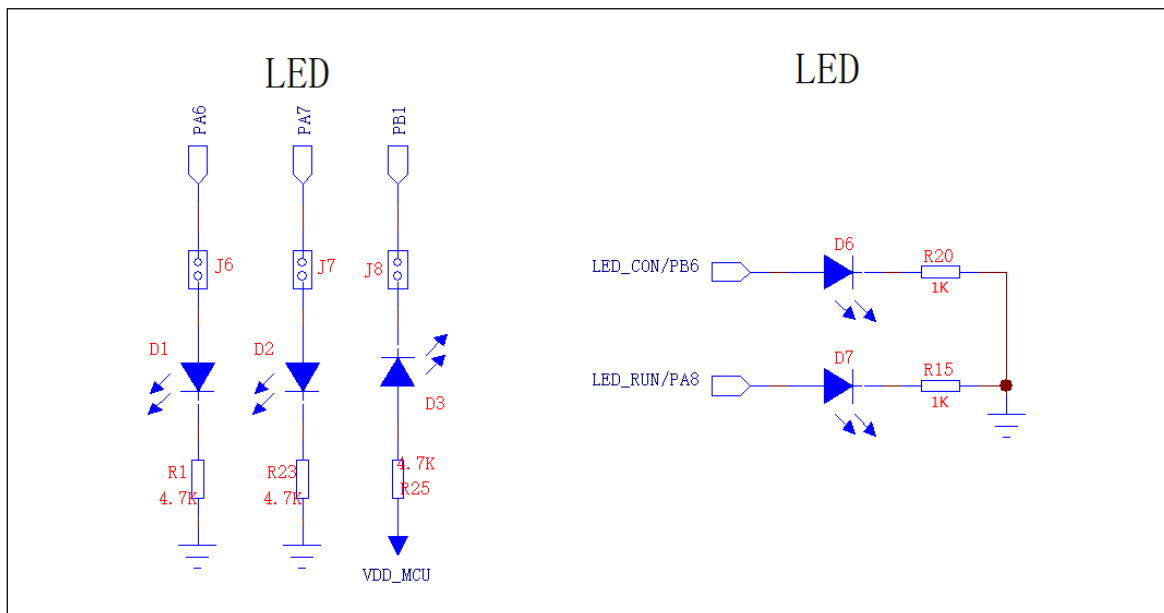 LED
LED
PA6
PA7
PB1
J6
J7
J8
D1
D2
D3
R1
4.7K
R23
4.7K
4.7K
R25
VDD_MCU
LED_CON/PB6
D6
R20
1K
LED_RUN/PA8
D7
R15
1K